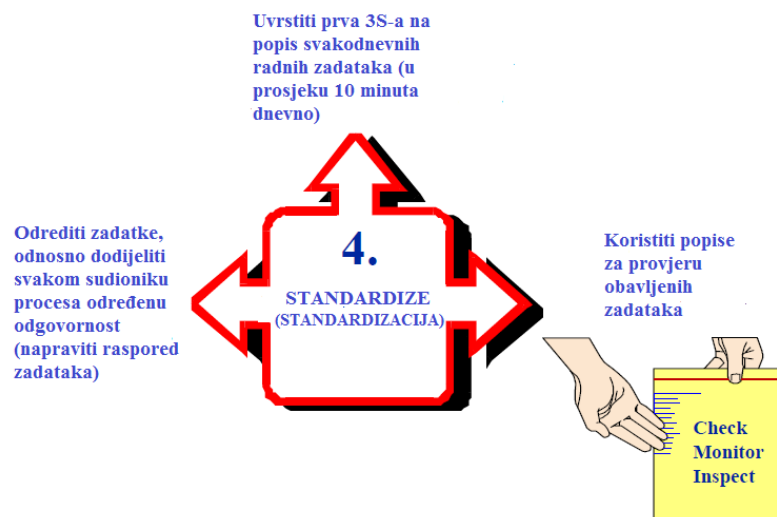 Uvrstiti prva 3S-a na
popis svakodnevnih
radnih zadataka (u
prosjeku 10 minuta
dnevno)
Odrediti zadatke,
odnosno dodijeliti
svakom sudioniku
procesa određenu
odgovornost
(napraviti raspored
zadataka)
4.
STANDARDIZE
(STANDARDIZACIJA)
Koristiti popise
za provjeru
obavljenih
zadataka
Check
Monitor
Inspect